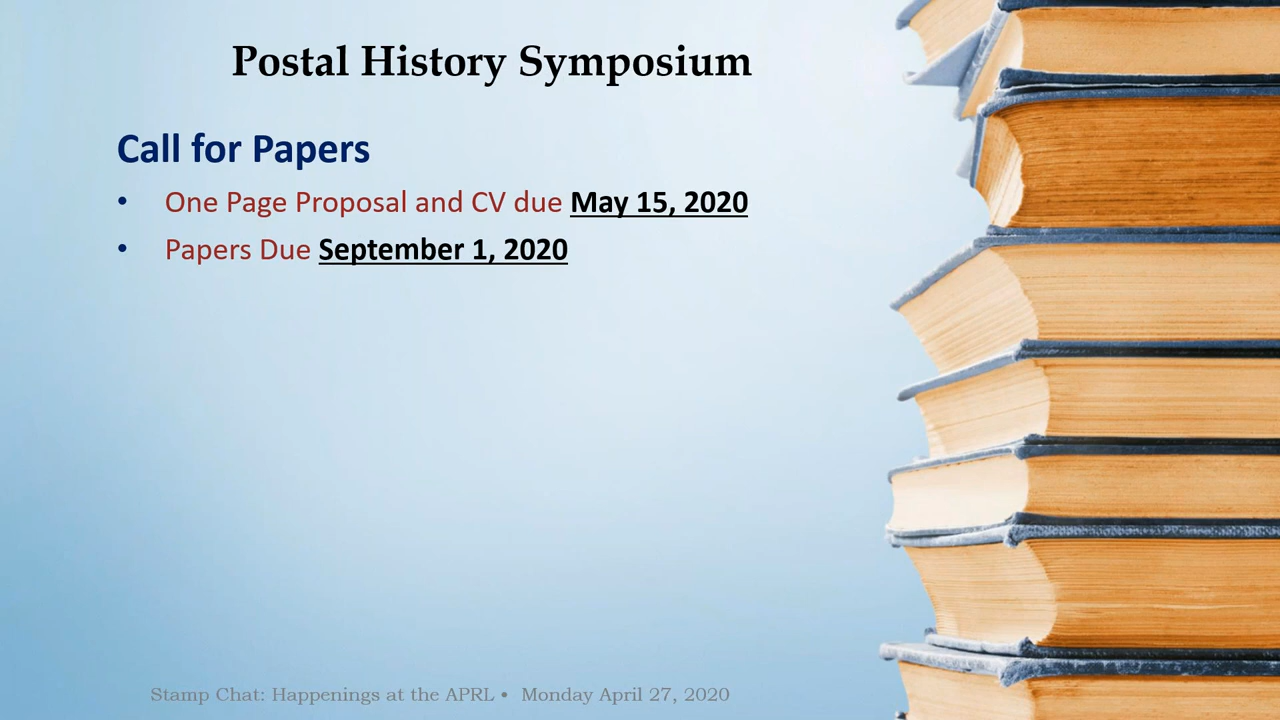 Postal History Symposium
Call for Papers
• One Page Proposal and CV due May 15, 2020
• Papers Due September 1, 2020
Stamp Chat: Happenings at the APRL • Monday April 27, 2020